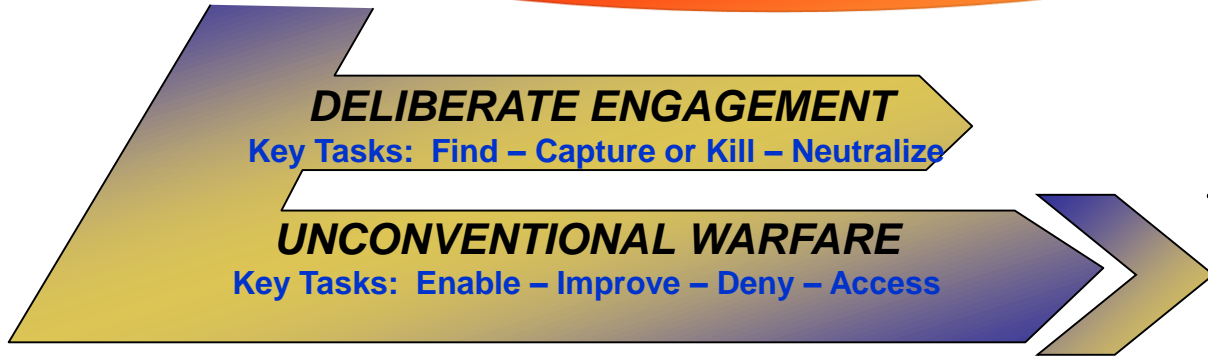 DELIBERATE ENGAGEMENT
Key Tasks:  Find – Capture or Kill – Neutralize
UNCONVENTIONAL WARFARE
Key Tasks:  Enable – Improve – Deny – Access